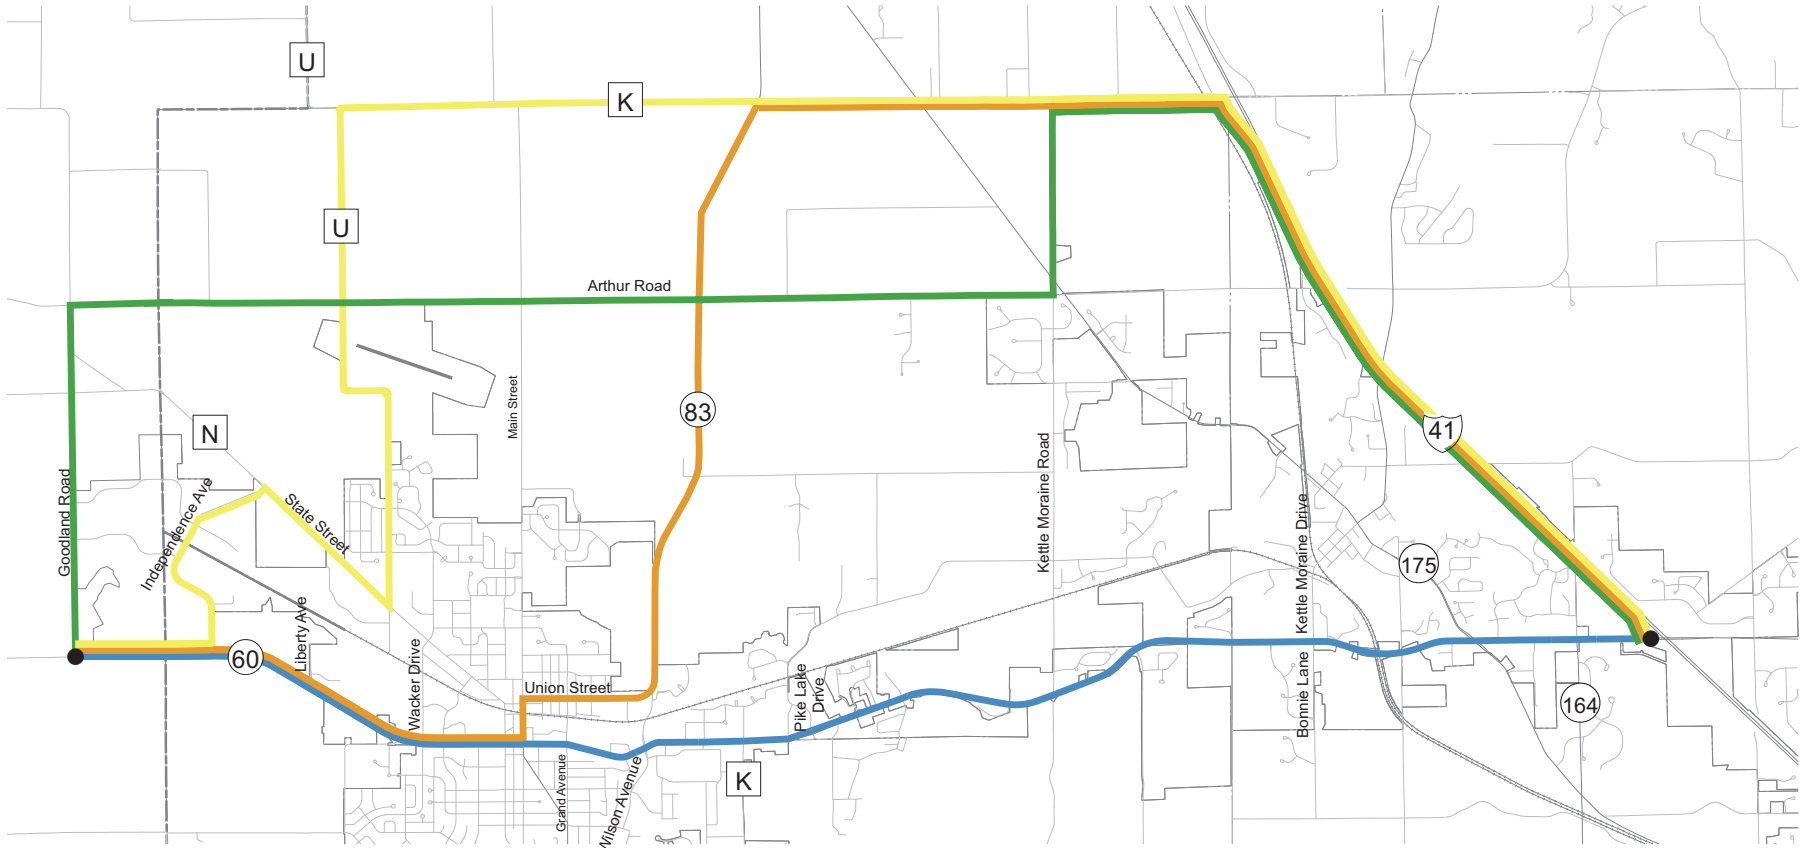 U
K
U
Arthur Road
83
Main Street
N
41
Goodland Road
Independence Ave
State Street
Kettle Moraine Road
Kettle Moraine Drive
175
Liberty Ave
60
Wacker Drive
Union Street
Pike Lake
Drive
Bonnie Lane
164
K
Grand Avenue
Wilson Avenue